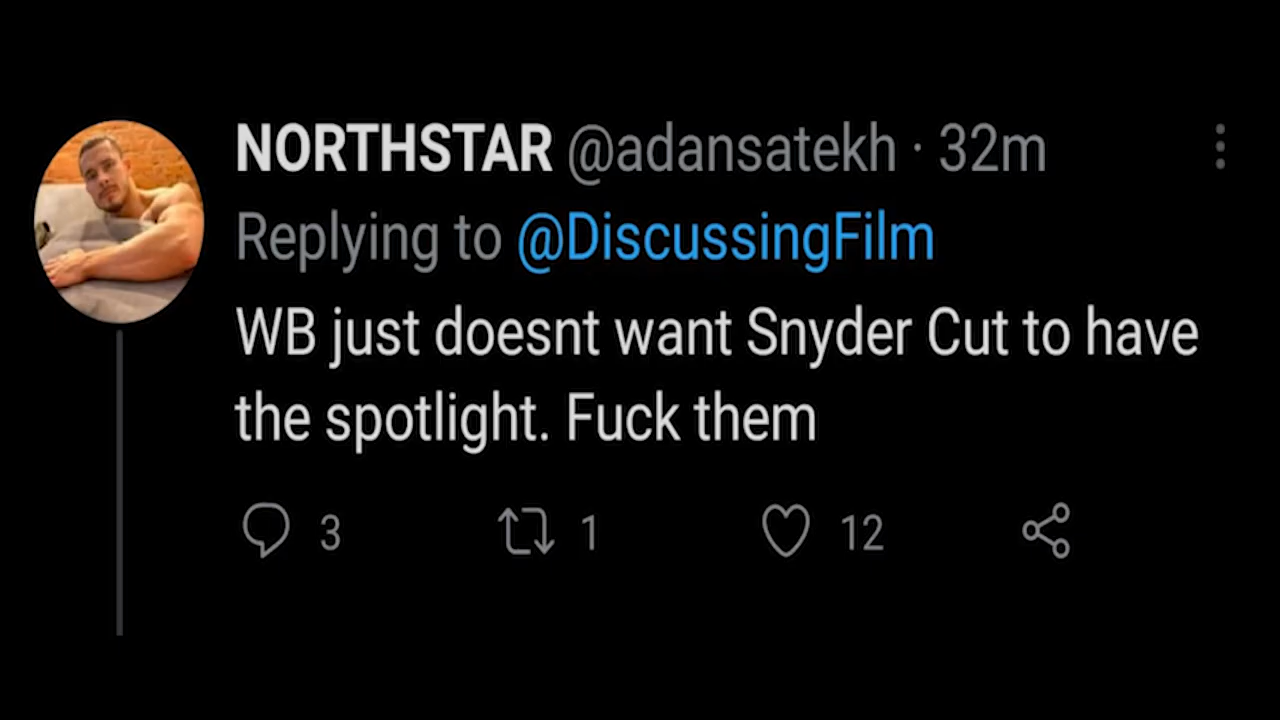 NORTHSTAR @adansatekh · 32m
Replying to @DiscussingFilm
WB just doesnt want Snyder Cut to have
the spotlight. Fuck them
3 1 12